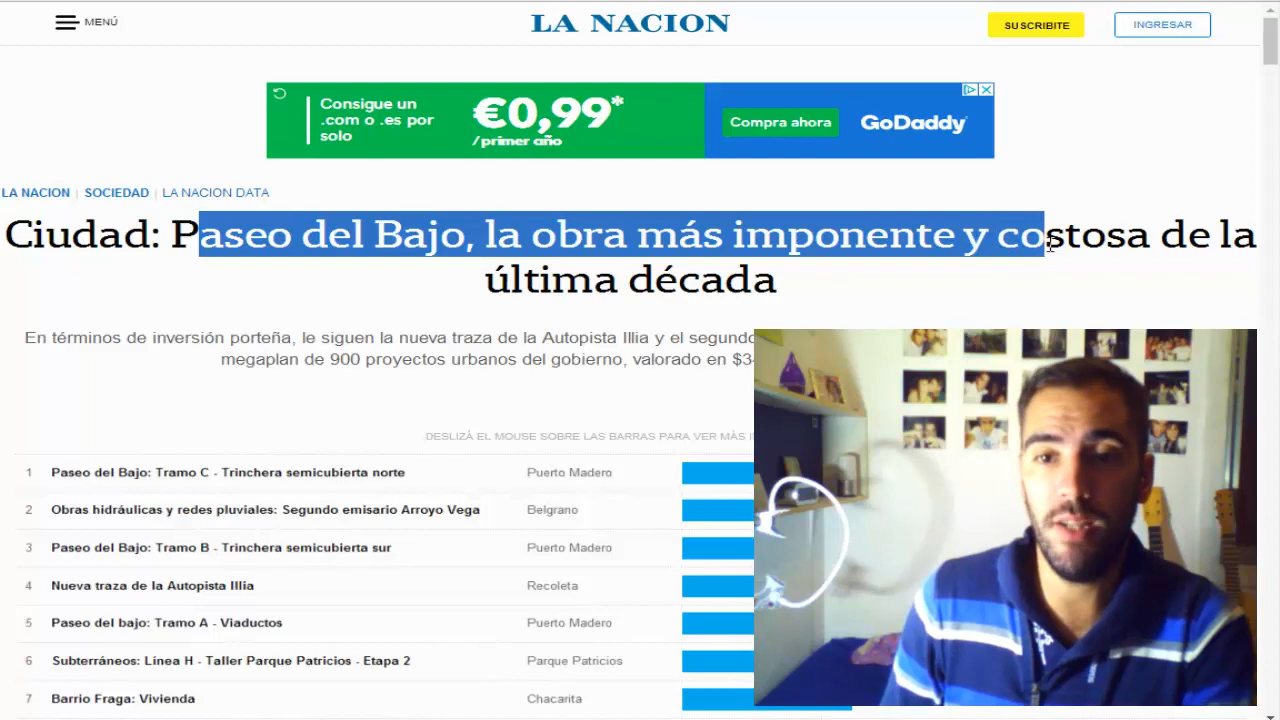 MENÚ
LA NACION
SUSCRIBITE
INGRESAR
Consigue un
.com o .es por
solo
€0,99*
/primer año
Compra ahora
GoDaddy
LA NACION | SOCIEDAD | LA NACION DATA
Ciudad: Paseo del Bajo, la obra más imponente y costosa de la
última década
En términos de inversión porteña, le siguen la nueva traza de la Autopista Illia y el segundo
megaplan de 900 proyectos urbanos del gobierno, valorado en
DESLIZÁ EL MOUSE SOBRE LAS BARRAS PARA VER MÁS
1 Paseo del Bajo: Tramo C - Trinchera semicubierta norte Puerto Madero
2 Obras hidráulicas y redes pluviales: Segundo emisario Arroyo Vega Belgrano
3 Paseo del Bajo: Tramo B - Trinchera semicubierta sur Puerto Madero
4 Nueva traza de la Autopista Illia Recoleta
5 Paseo del bajo: Tramo A - Viaductos Puerto Madero
6 Subterráneos: Línea H - Taller Parque Patricios - Etapa 2 Parque Patricios
7 Barrio Fraga: Vivienda Chacarita